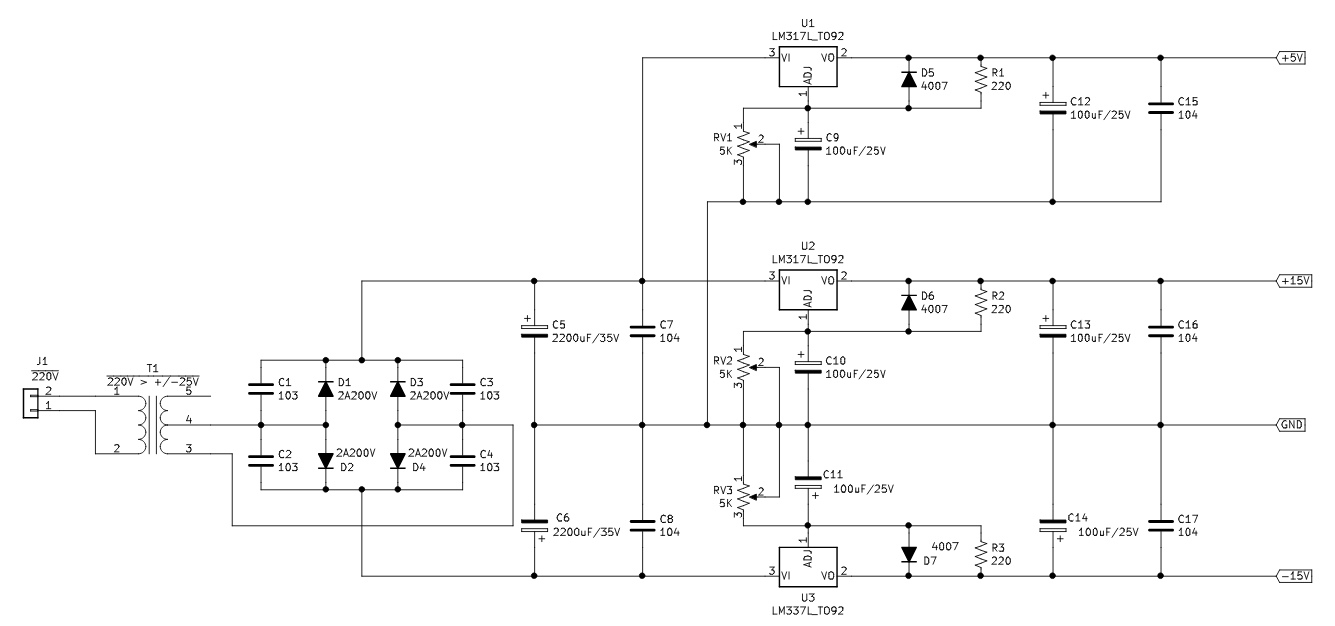 U1
LM317L_TO92
3 VI VO 2
ADJ
1
D5
4007
R1
220
+5V
C12
100uF/25V
C15
104
RV1
5K
1
2
3
C9
100uF/25V
U2
LM317L_TO92
3 VI VO 2
ADJ
1
D6
4007
R2
220
+15V
C5
2200uF/35V
C7
104
C13
100uF/25V
C16
104
RV2
5K
1
2
3
C10
100uF/25V
J1
220V
2
1
T1
220V > +/-25V
1
2
5
4
3
C1
103
D1
2A200V
D3
2A200V
C3
103
GND
C2
103
2A200V
D2
2A200V
D4
C4
103
RV3
5K
1
2
3
C11
100uF/25V
C6
2200uF/35V
C8
104
C14
100uF/25V
C17
104
4007
D7
R3
220
1
ADJ
3 VI VO 2
-15V
U3
LM337L_TO92